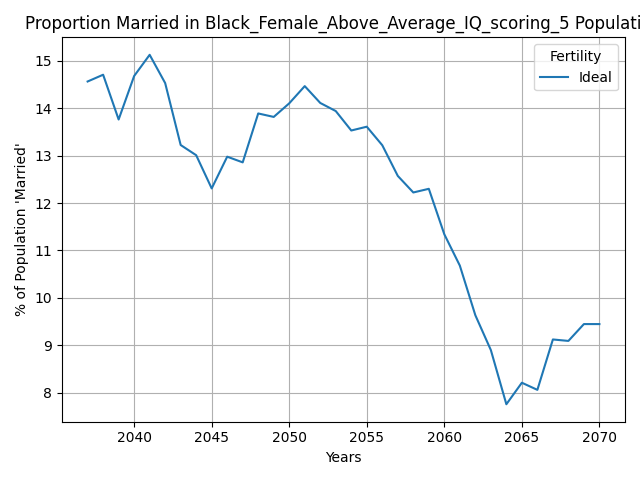 Proportion Married in Black_Female_Above_Average_IQ_scoring_5 Populati
Fertility
Ideal
% of Population 'Married'
15
14
13
12
11
10
9
8
2040 2045 2050 2055 2060 2065 2070
Years